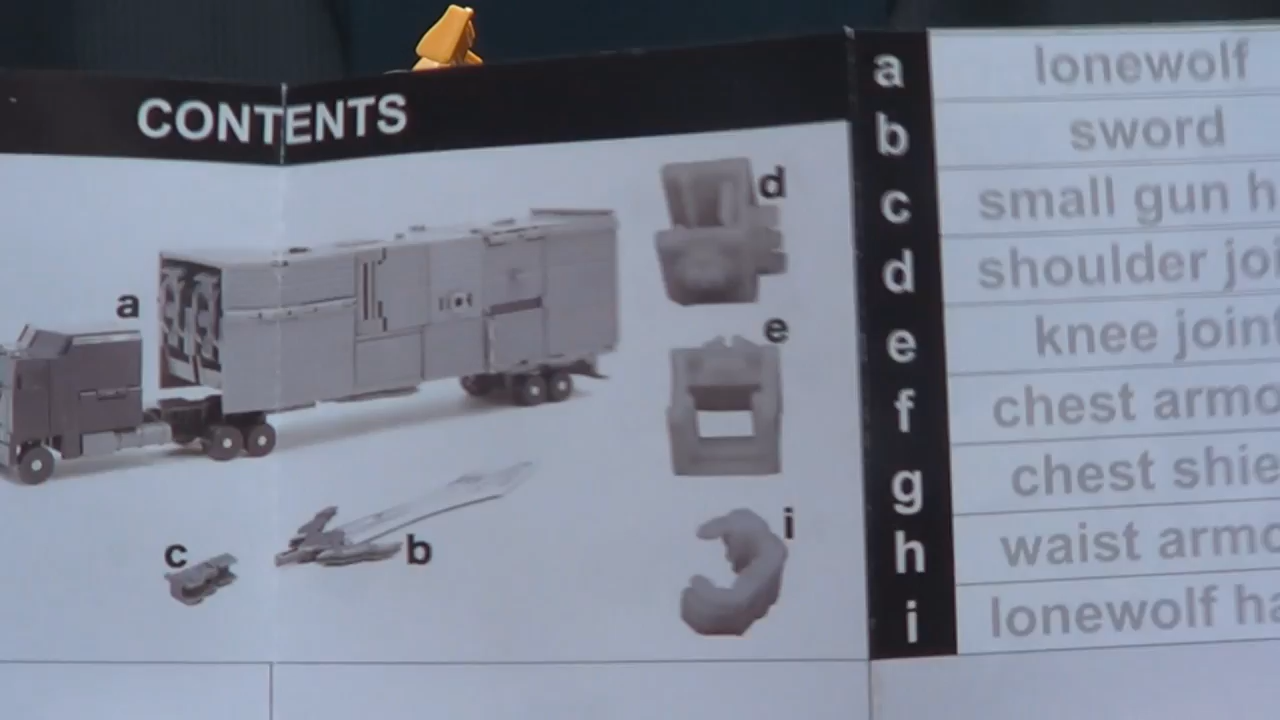 CONTENTS
a lonewolf
b sword
c small gun h
d shoulder joi
e knee joint
f chest armo
g chest shie
h waist armo
i lonewolf ha
a
b
c
d
e
i